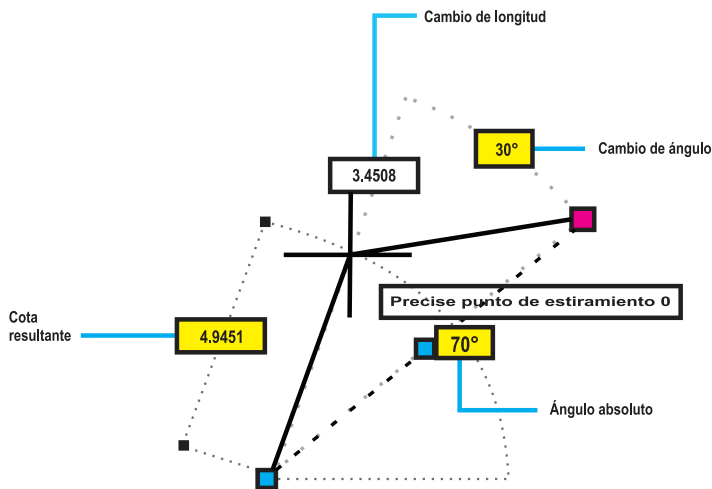 Cambio de longitud
30°
Cambio de ángulo
3.4508
Precise punto de estiramiento 0
Cota
resultante
4.9451
70°
Ángulo absoluto